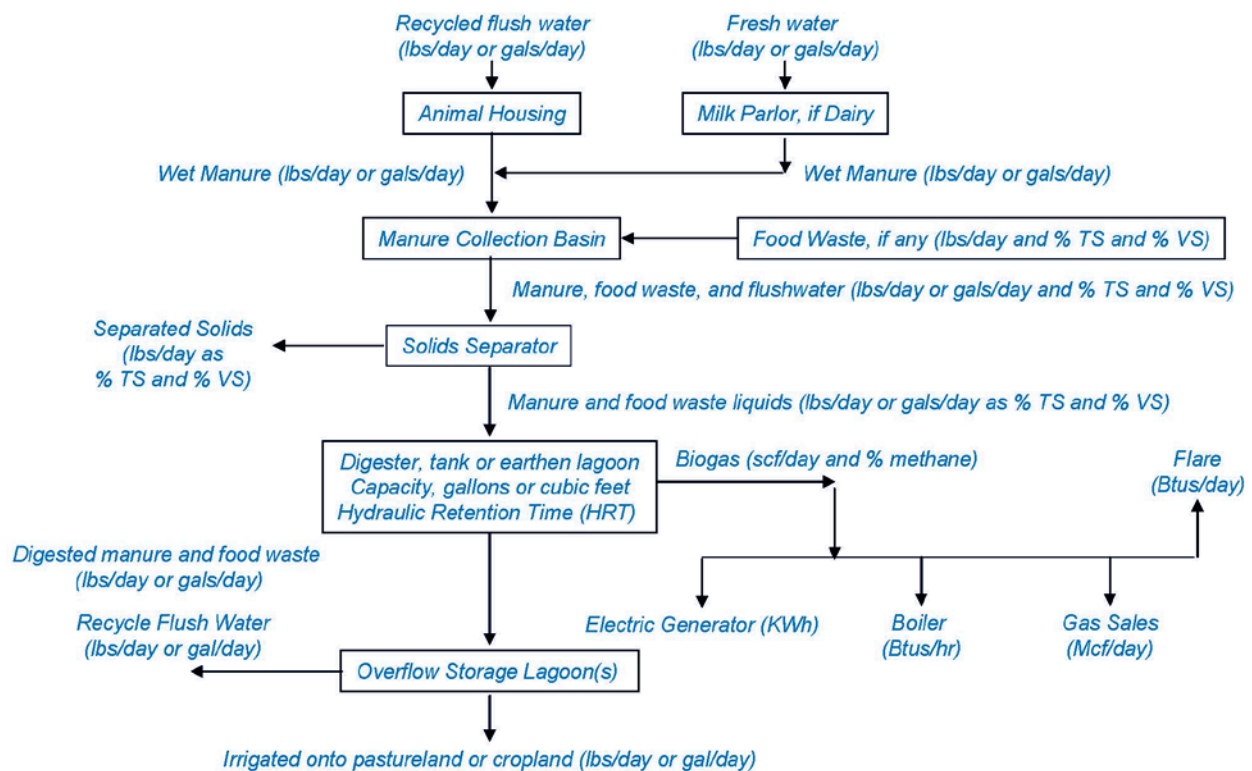 Recycled flush water
(lbs/day or gals/day)
Fresh water
(lbs/day or gals/day)
Animal Housing
Milk Parlor, if Dairy
Wet Manure (lbs/day or gals/day)
Wet Manure (lbs/day or gals/day)
Manure Collection Basin
Food Waste, if any (lbs/day and % TS and % VS)
Manure, food waste, and flushwater (lbs/day or gals/day and % TS and % VS)
Separated Solids
(lbs/day as
% TS and % VS)
Solids Separator
Manure and food waste liquids (lbs/day or gals/day as % TS and % VS)
Digester, tank or earthen lagoon
Capacity, gallons or cubic feet
Hydraulic Retention Time (HRT)
Biogas (scf/day and % methane)
Flare
(Btus/day)
Digested manure and food waste
(lbs/day or gals/day)
Electric Generator (KWh)
Boiler
(Btus/hr)
Gas Sales
(Mcf/day)
Recycle Flush Water
(lbs/day or gal/day)
Overflow Storage Lagoon(s)
Irrigated onto pastureland or cropland (lbs/day or gal/day)